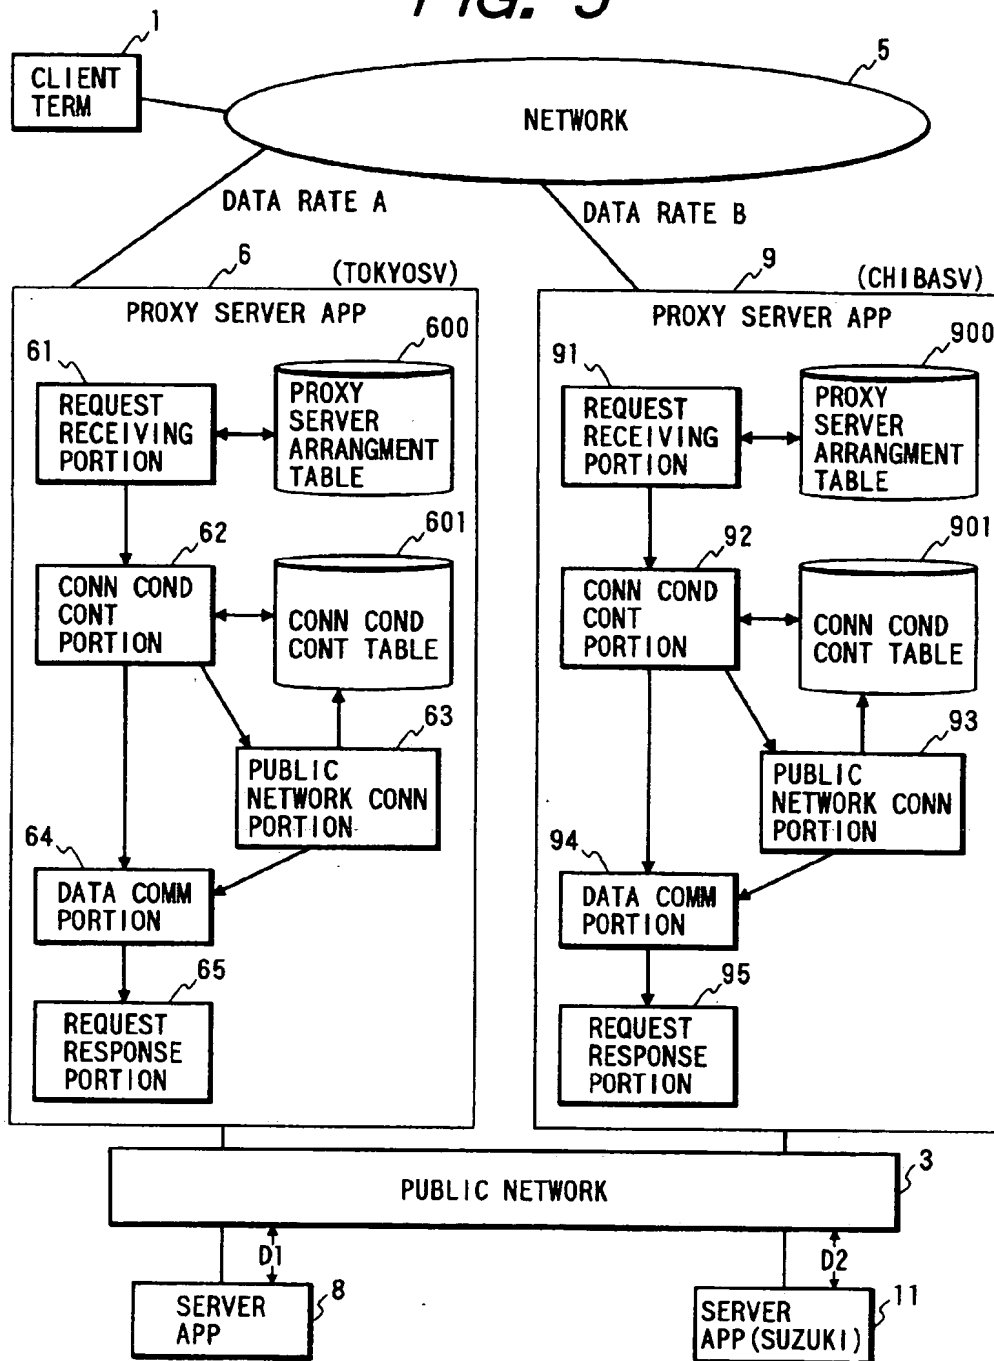 FIG. 5
1
CLIENT
TERM
5
NETWORK
DATA RATE A
DATA RATE B
6
(TOKYOSV)
PROXY SERVER APP
61
REQUEST
RECEIVING
PORTION
600
PROXY
SERVER
ARRANGMENT
TABLE
62
CONN COND
CONT
PORTION
601
CONN COND
CONT TABLE
63
PUBLIC
NETWORK CONN
PORTION
64
DATA COMM
PORTION
65
REQUEST
RESPONSE
PORTION
9
(CHIBASV)
PROXY SERVER APP
91
REQUEST
RECEIVING
PORTION
900
PROXY
SERVER
ARRANGMENT
TABLE
92
CONN COND
CONT
PORTION
901
CONN COND
CONT TABLE
93
PUBLIC
NETWORK CONN
PORTION
94
DATA COMM
PORTION
95
REQUEST
RESPONSE
PORTION
3
PUBLIC NETWORK
D1
D2
8
SERVER
APP
11
SERVER
APP(SUZUKI)